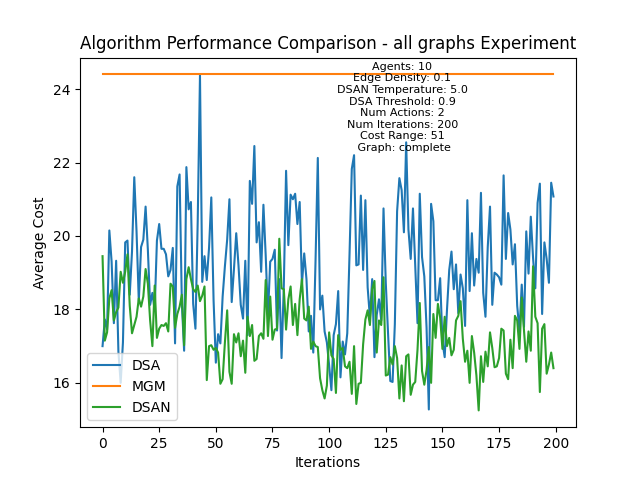 Algorithm Performance Comparison - all graphs Experiment
Agents: 10
Edge Density: 0.1
DSAN Temperature: 5.0
DSA Threshold: 0.9
Num Actions: 2
Num Iterations: 200
Cost Range: 51
Graph: complete
Average Cost
24
22
20
18
16
DSA
MGM
DSAN
0
25
50
75
100
125
150
175
200
Iterations